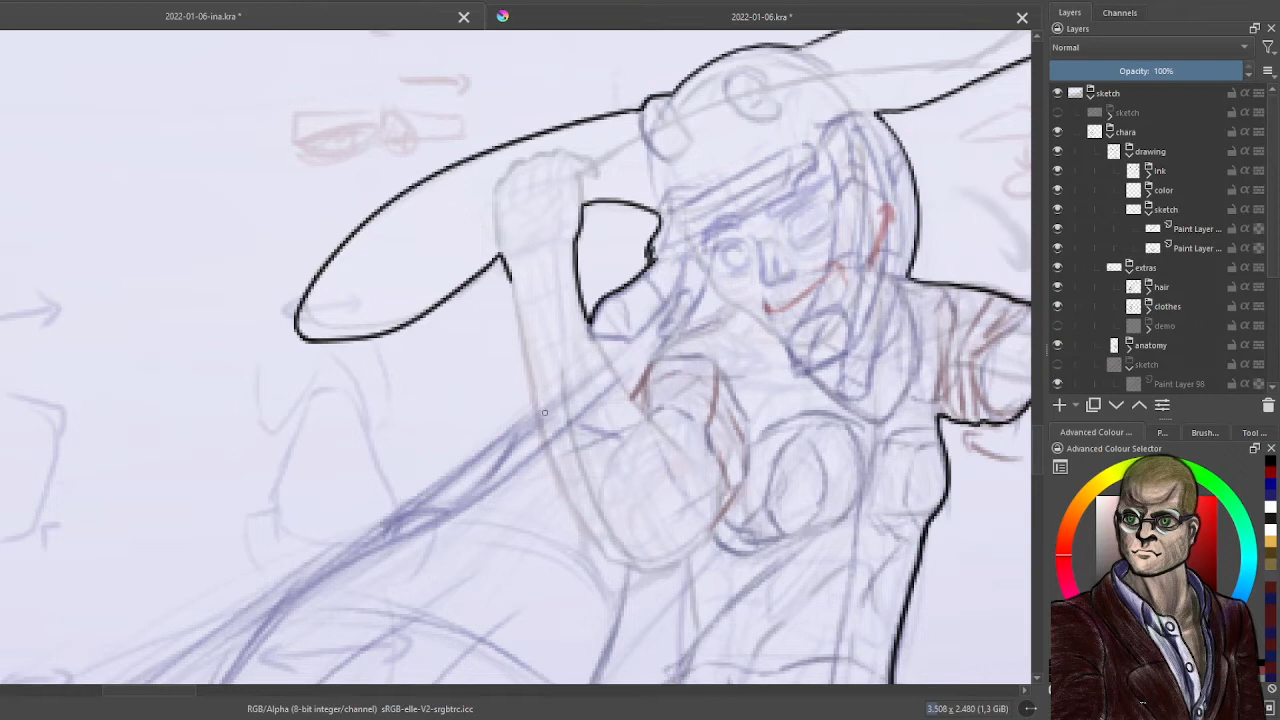 2022-01-06-ina.kra *
2022-01-06.kra *
Layers
Channels
Layers
Normal
Opacity: 100%
sketch
sketch
chara
drawing
ink
color
sketch
Paint Layer ...
Paint Layer ...
extras
hair
clothes
demo
anatomy
sketch
Paint Layer 98
Advanced Colour ...
P...
Brush...
Tool ...
Advanced Colour Selector
RGB/Alpha (8-bit integer/channel) sRGB-elle-V2-srgbtrc.icc
3.508 x 2.480 (1,3 GiB)